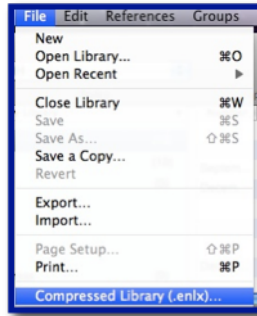 File Edit References Groups
New
Open Library... ⌘O
Open Recent ▶
Close Library ⌘W
Save ⌘S
Save As... ⇧⌘S
Save a Copy...
Revert
Export...
Import...
Page Setup... ⇧⌘P
Print... ⌘P
Compressed Library (.enlx)...